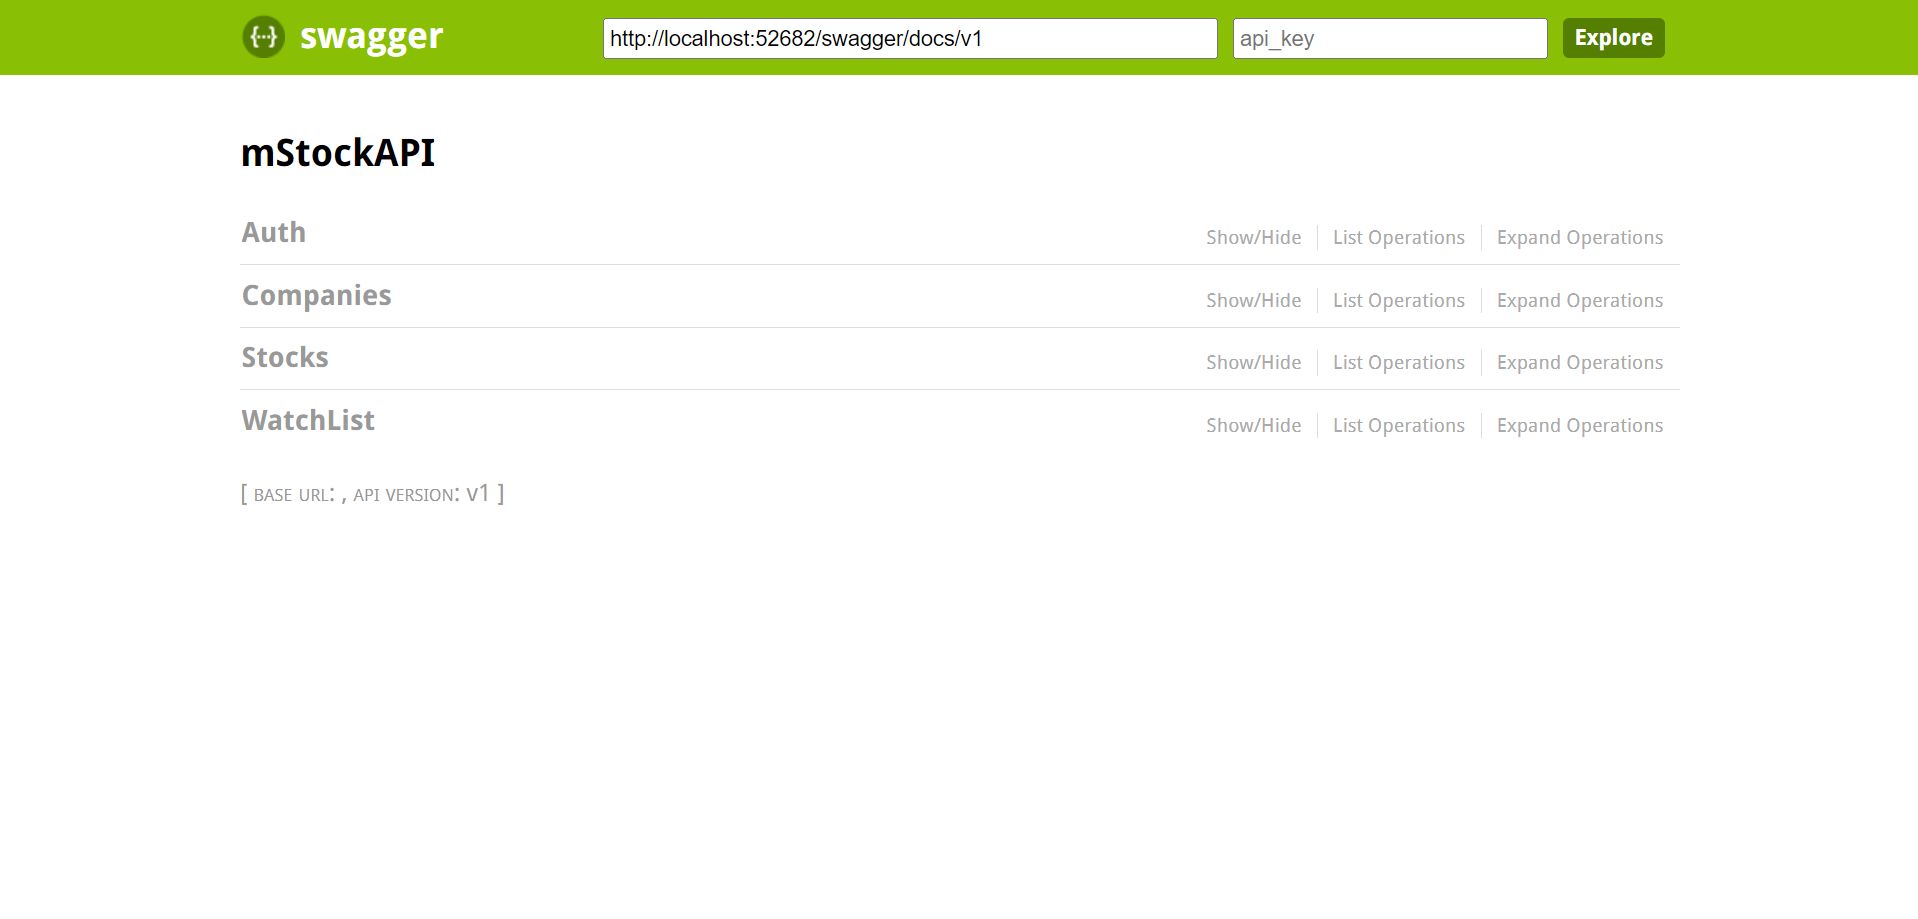 {···} swagger http://localhost:52682/swagger/docs/v1 api_key Explore
mStockAPI
Auth Show/Hide List Operations Expand Operations
Companies Show/Hide List Operations Expand Operations
Stocks Show/Hide List Operations Expand Operations
WatchList Show/Hide List Operations Expand Operations
[ BASE URL: , API VERSION: v1 ]